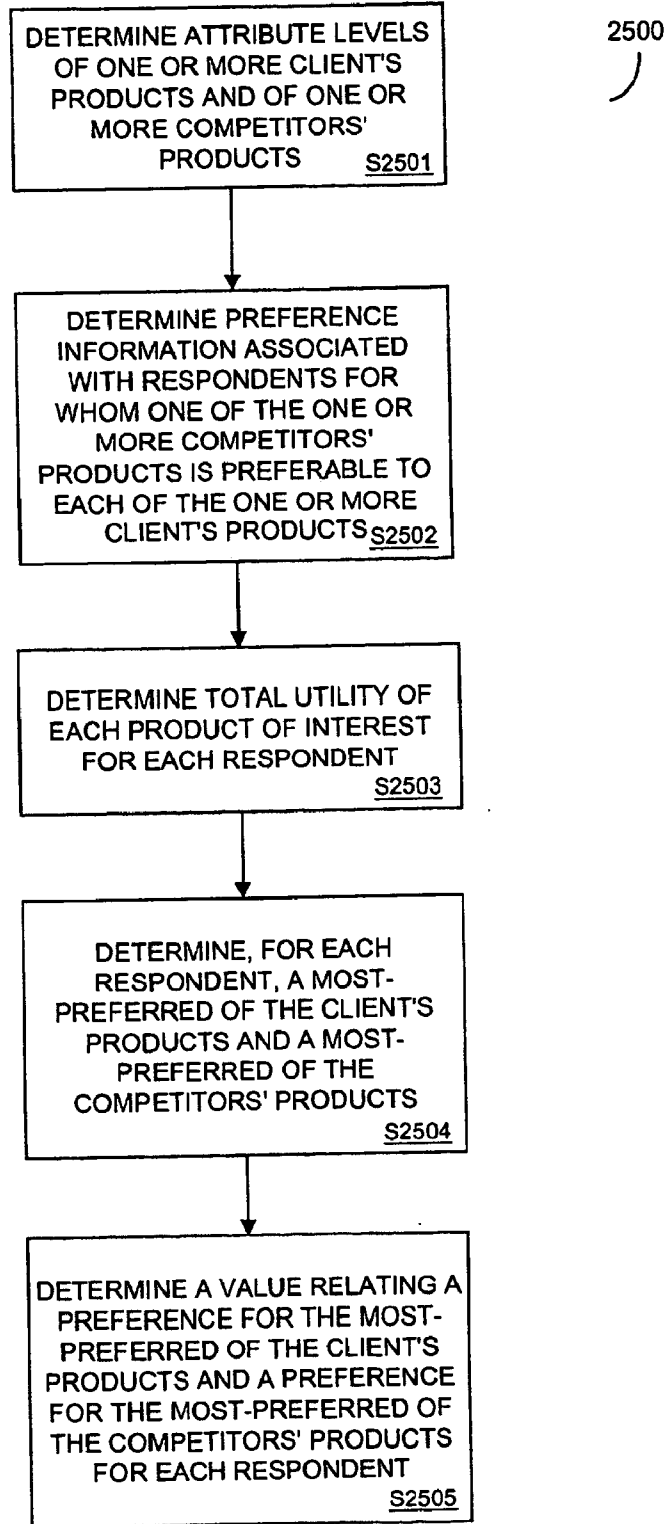 DETERMINE ATTRIBUTE LEVELS
OF ONE OR MORE CLIENT'S
PRODUCTS AND OF ONE OR
MORE COMPETITORS'
PRODUCTS S2501
2500
DETERMINE PREFERENCE
INFORMATION ASSOCIATED
WITH RESPONDENTS FOR
WHOM ONE OF THE ONE OR
MORE COMPETITORS'
PRODUCTS IS PREFERABLE TO
EACH OF THE ONE OR MORE
CLIENT'S PRODUCTS S2502
DETERMINE TOTAL UTILITY OF
EACH PRODUCT OF INTEREST
FOR EACH RESPONDENT
S2503
DETERMINE, FOR EACH
RESPONDENT, A MOST-
PREFERRED OF THE CLIENT'S
PRODUCTS AND A MOST-
PREFERRED OF THE
COMPETITORS' PRODUCTS
S2504
DETERMINE A VALUE RELATING A
PREFERENCE FOR THE MOST-
PREFERRED OF THE CLIENT'S
PRODUCTS AND A PREFERENCE
FOR THE MOST-PREFERRED OF
THE COMPETITORS' PRODUCTS
FOR EACH RESPONDENT
S2505